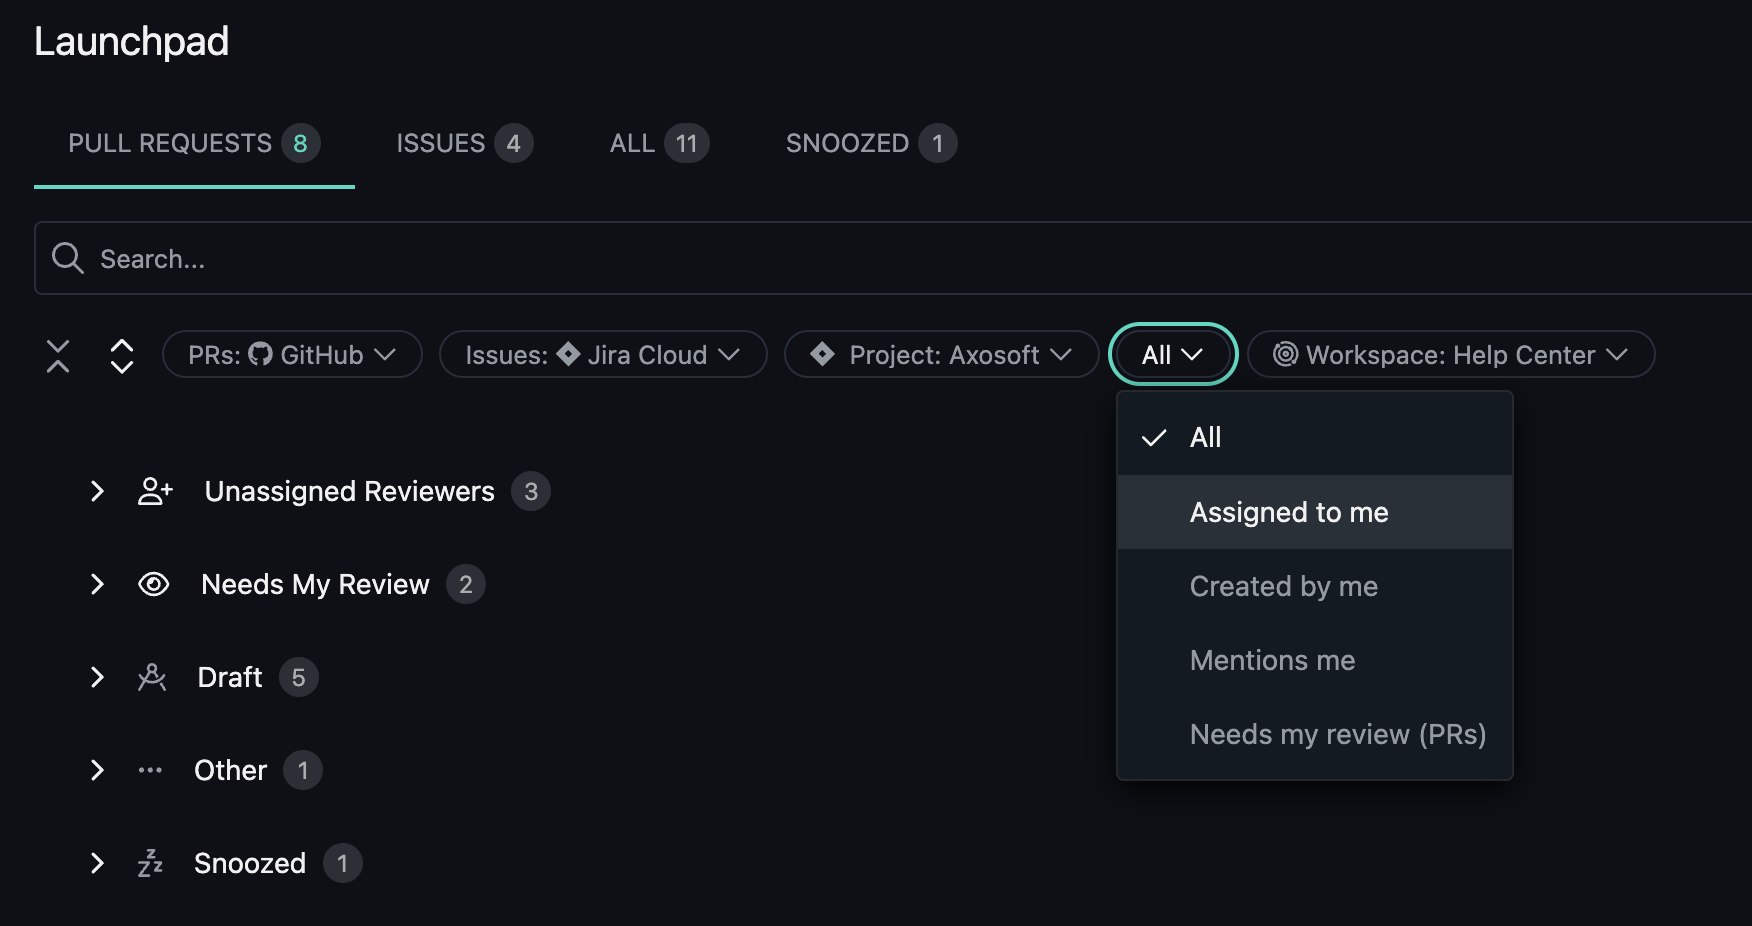 Launchpad
PULL REQUESTS 8 ISSUES 4 ALL 11 SNOOZED 1
Search...
PRs: GitHub Issues: Jira Cloud Project: Axosoft All Workspace: Help Center
All
Assigned to me
Created by me
Mentions me
Needs my review (PRs)
Unassigned Reviewers 3
Needs My Review 2
Draft 5
Other 1
Snoozed 1